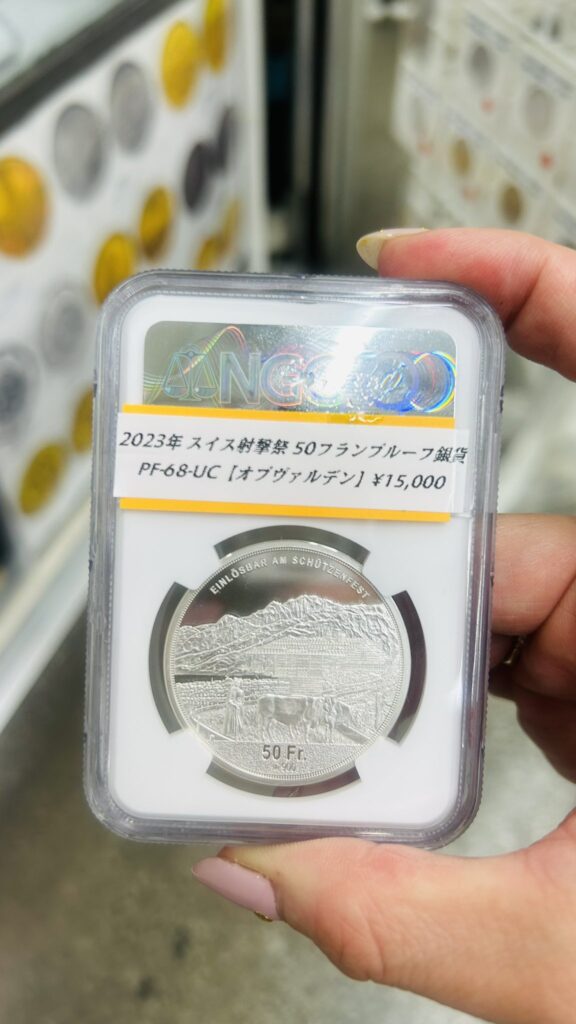 NGC
2023年 スイス射撃祭 50フランプルーフ銀貨
PF-68-UC [オブヴァルデン] ¥15,000
EINLÖSBAR AM SCHÜTZENFEST
50 Fr.